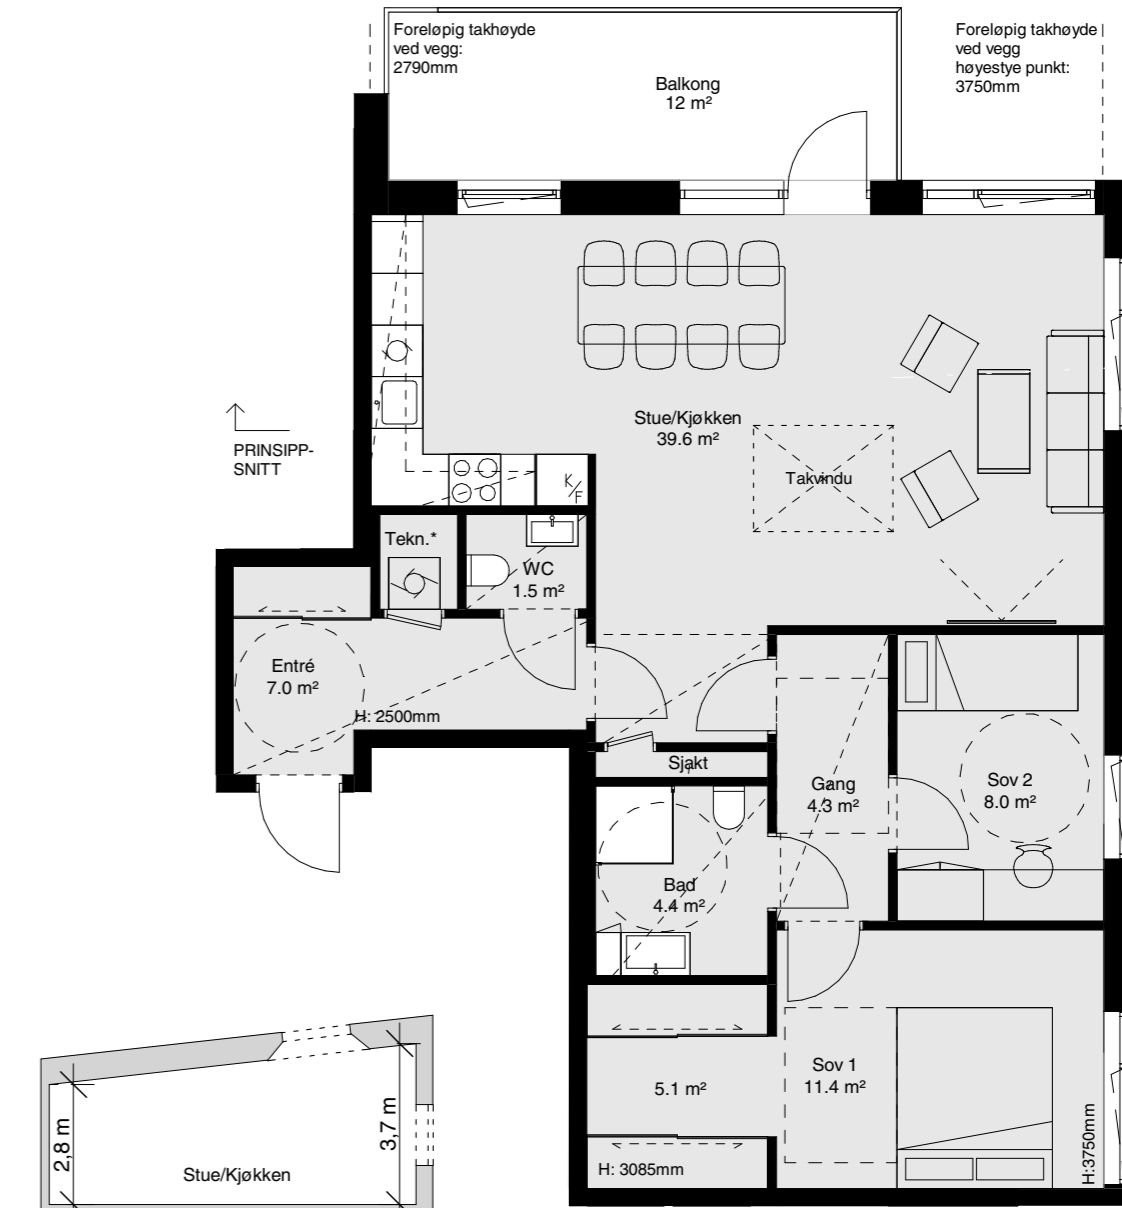 Foreløpig takhøyde
ved vegg:
2790mm
Balkong
12 m²
Foreløpig takhøyde
ved vegg
høyestye punkt:
3750mm
Stue/Kjøkken
39.6 m²
PRINSIPP-
SNITT
Takvindu
K/F
Tekn.*
WC
1.5 m²
Entré
7.0 m²
H: 2500mm
Sjakt
Gang
4.3 m²
Sov 2
8.0 m²
Bad
4.4 m²
5.1 m²
Sov 1
11.4 m²
H: 3085mm
H:3750mm
2,8 m
3,7 m
Stue/Kjøkken